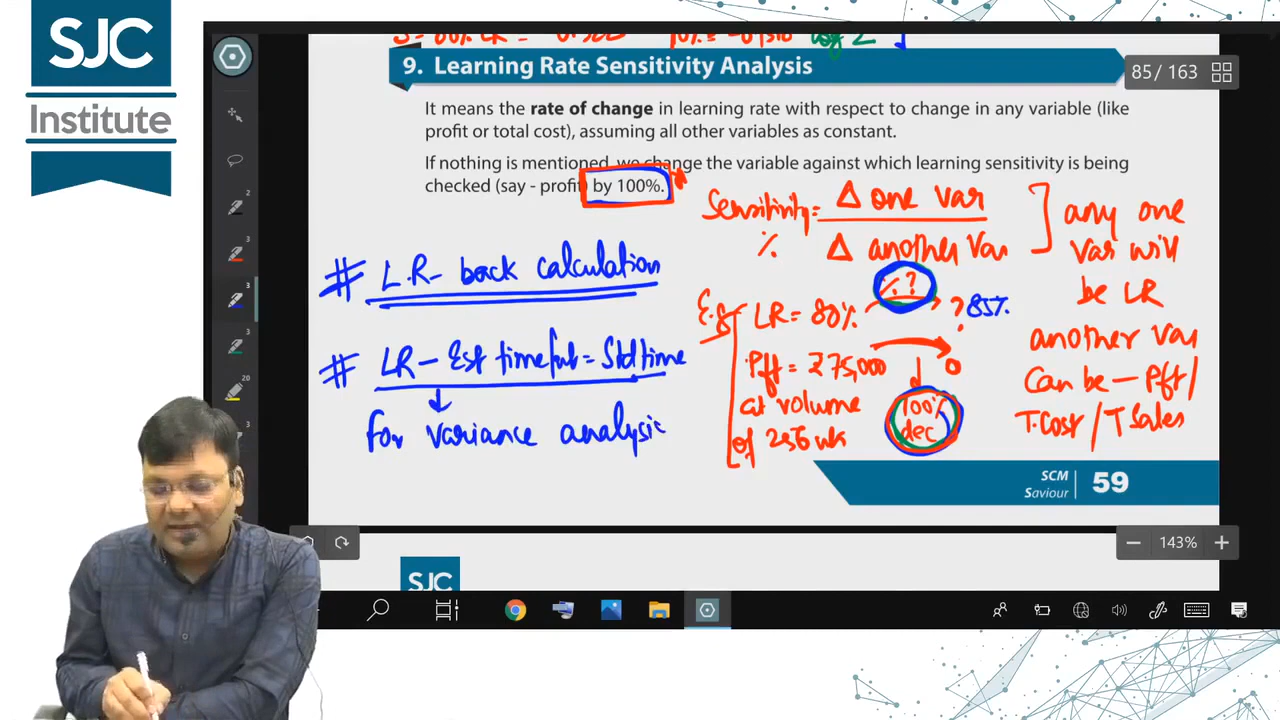 SJC
Institute
9. Learning Rate Sensitivity Analysis
85 / 163
It means the rate of change in learning rate with respect to change in any variable (like
profit or total cost), assuming all other variables as constant.
If nothing is mentioned, we change the variable against which learning sensitivity is being
checked (say - profit) by 100%.
Sensitivity = Δ one var
% Δ another Var
any one
var will
be LR
another var
Can be – Pft /
T.Cost / T Sales
# L.R – back calculation
# LR – Est time
= Std time
for variance analysis
E.g LR = 80% %? ? 85%
Pft = ₹75,000 0
at volume 100%
of 256 dec
SCM
Saviour 59
143%
SJC